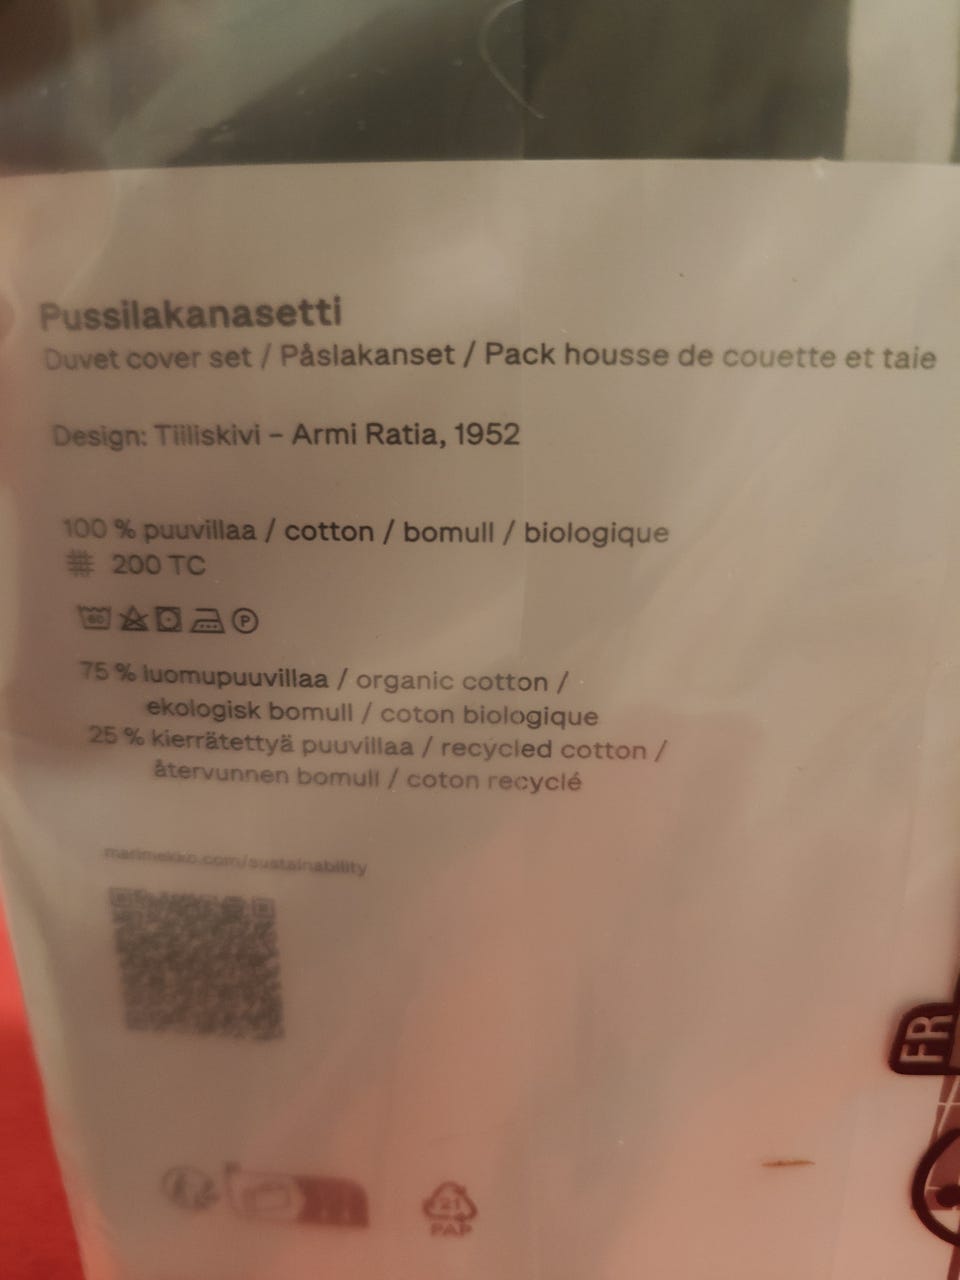 Pussilakanasetti
Duvet cover set / Påslakanset / Pack housse de couette et taie
Design: Tiiliskivi – Armi Ratia, 1952
100 % puuvillaa / cotton / bomull / biologique
200 TC
60
P
75 % luomupuuvillaa / organic cotton /
ekologisk bomull / coton biologique
25 % kierrätettyä puuvillaa / recycled cotton /
återvunnen bomull / coton recyclé
marimekko.com/sustainability
FR
21
PAP